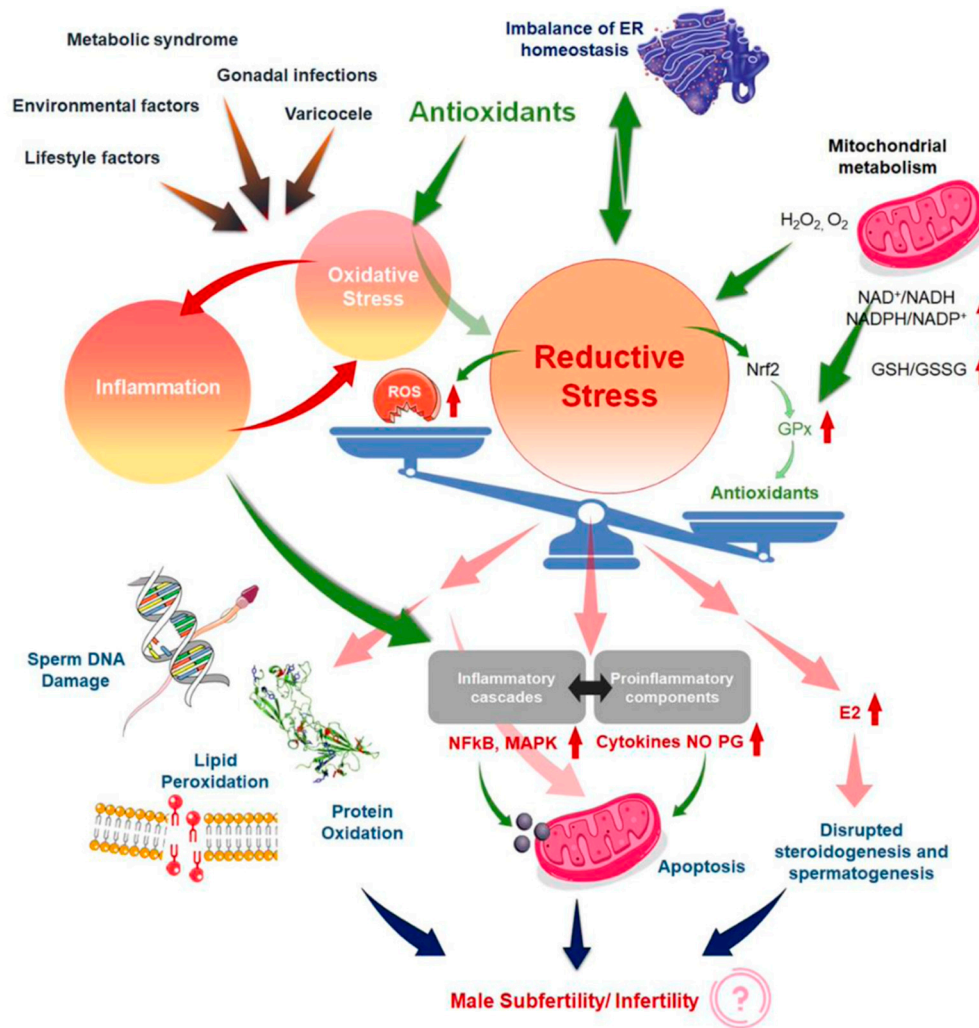 Metabolic syndrome
Gonadal infections
Environmental factors
Varicocele
Lifestyle factors
Antioxidants
Imbalance of ER
homeostasis
Mitochondrial
metabolism
H₂O₂, O₂
NAD⁺/NADH
NADPH/NADP⁺
GSH/GSSG
Oxidative
Stress
Inflammation
Reductive
Stress
ROS
Nrf2
GPx
Antioxidants
Sperm DNA
Damage
Lipid
Peroxidation
Protein
Oxidation
Inflammatory
cascades
Proinflammatory
components
NFkB, MAPK
Cytokines NO PG
E2
Apoptosis
Disrupted
steroidogenesis and
spermatogenesis
Male Subfertility/ Infertility
?